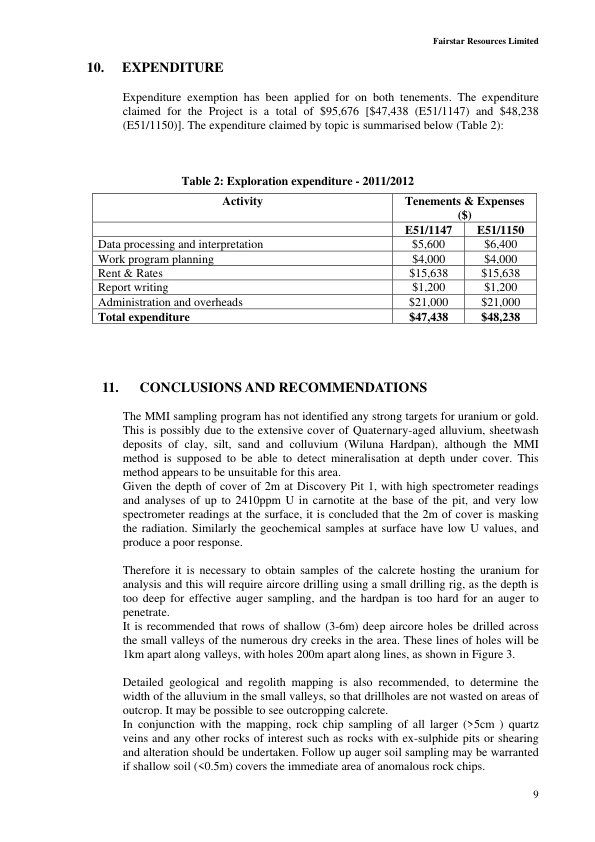 Fairstar Resources Limited
10. EXPENDITURE
Expenditure exemption has been applied for on both tenements. The expenditure
claimed for the Project is a total of $95,676 [$47,438 (E51/1147) and $48,238
(E51/1150)]. The expenditure claimed by topic is summarised below (Table 2):
Table 2: Exploration expenditure - 2011/2012
Activity Tenements & Expenses
($)
E51/1147 E51/1150
Data processing and interpretation $5,600 $6,400
Work program planning $4,000 $4,000
Rent & Rates $15,638 $15,638
Report writing $1,200 $1,200
Administration and overheads $21,000 $21,000
Total expenditure $47,438 $48,238
11. CONCLUSIONS AND RECOMMENDATIONS
The MMI sampling program has not identified any strong targets for uranium or gold.
This is possibly due to the extensive cover of Quaternary-aged alluvium, sheetwash
deposits of clay, silt, sand and colluvium (Wiluna Hardpan), although the MMI
method is supposed to be able to detect mineralisation at depth under cover. This
method appears to be unsuitable for this area.
Given the depth of cover of 2m at Discovery Pit 1, with high spectrometer readings
and analyses of up to 2410ppm U in carnotite at the base of the pit, and very low
spectrometer readings at the surface, it is concluded that the 2m of cover is masking
the radiation. Similarly the geochemical samples at surface have low U values, and
produce a poor response.
Therefore it is necessary to obtain samples of the calcrete hosting the uranium for
analysis and this will require aircore drilling using a small drilling rig, as the depth is
too deep for effective auger sampling, and the hardpan is too hard for an auger to
penetrate.
It is recommended that rows of shallow (3-6m) deep aircore holes be drilled across
the small valleys of the numerous dry creeks in the area. These lines of holes will be
1km apart along valleys, with holes 200m apart along lines, as shown in Figure 3.
Detailed geological and regolith mapping is also recommended, to determine the
width of the alluvium in the small valleys, so that drillholes are not wasted on areas of
outcrop. It may be possible to see outcropping calcrete.
In conjunction with the mapping, rock chip sampling of all larger (>5cm ) quartz
veins and any other rocks of interest such as rocks with ex-sulphide pits or shearing
and alteration should be undertaken. Follow up auger soil sampling may be warranted
if shallow soil (<0.5m) covers the immediate area of anomalous rock chips.
9